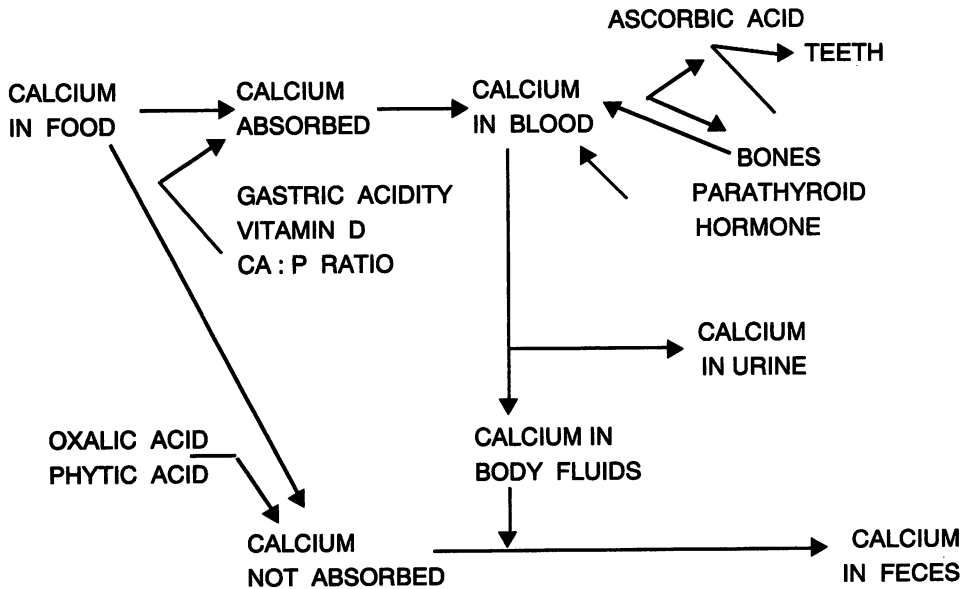 ASCORBIC ACID
TEETH
CALCIUM
IN FOOD
CALCIUM
ABSORBED
CALCIUM
IN BLOOD
BONES
PARATHYROID
HORMONE
GASTRIC ACIDITY
VITAMIN D
CA : P RATIO
CALCIUM
IN URINE
OXALIC ACID
PHYTIC ACID
CALCIUM IN
BODY FLUIDS
CALCIUM
NOT ABSORBED
CALCIUM
IN FECES